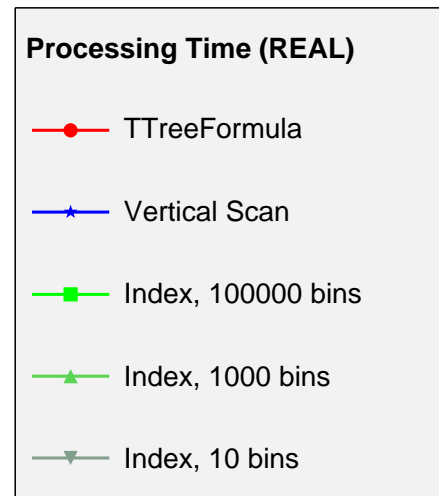 Processing Time (REAL)
TTreeFormula
Vertical Scan
Index, 100000 bins
Index, 1000 bins
Index, 10 bins